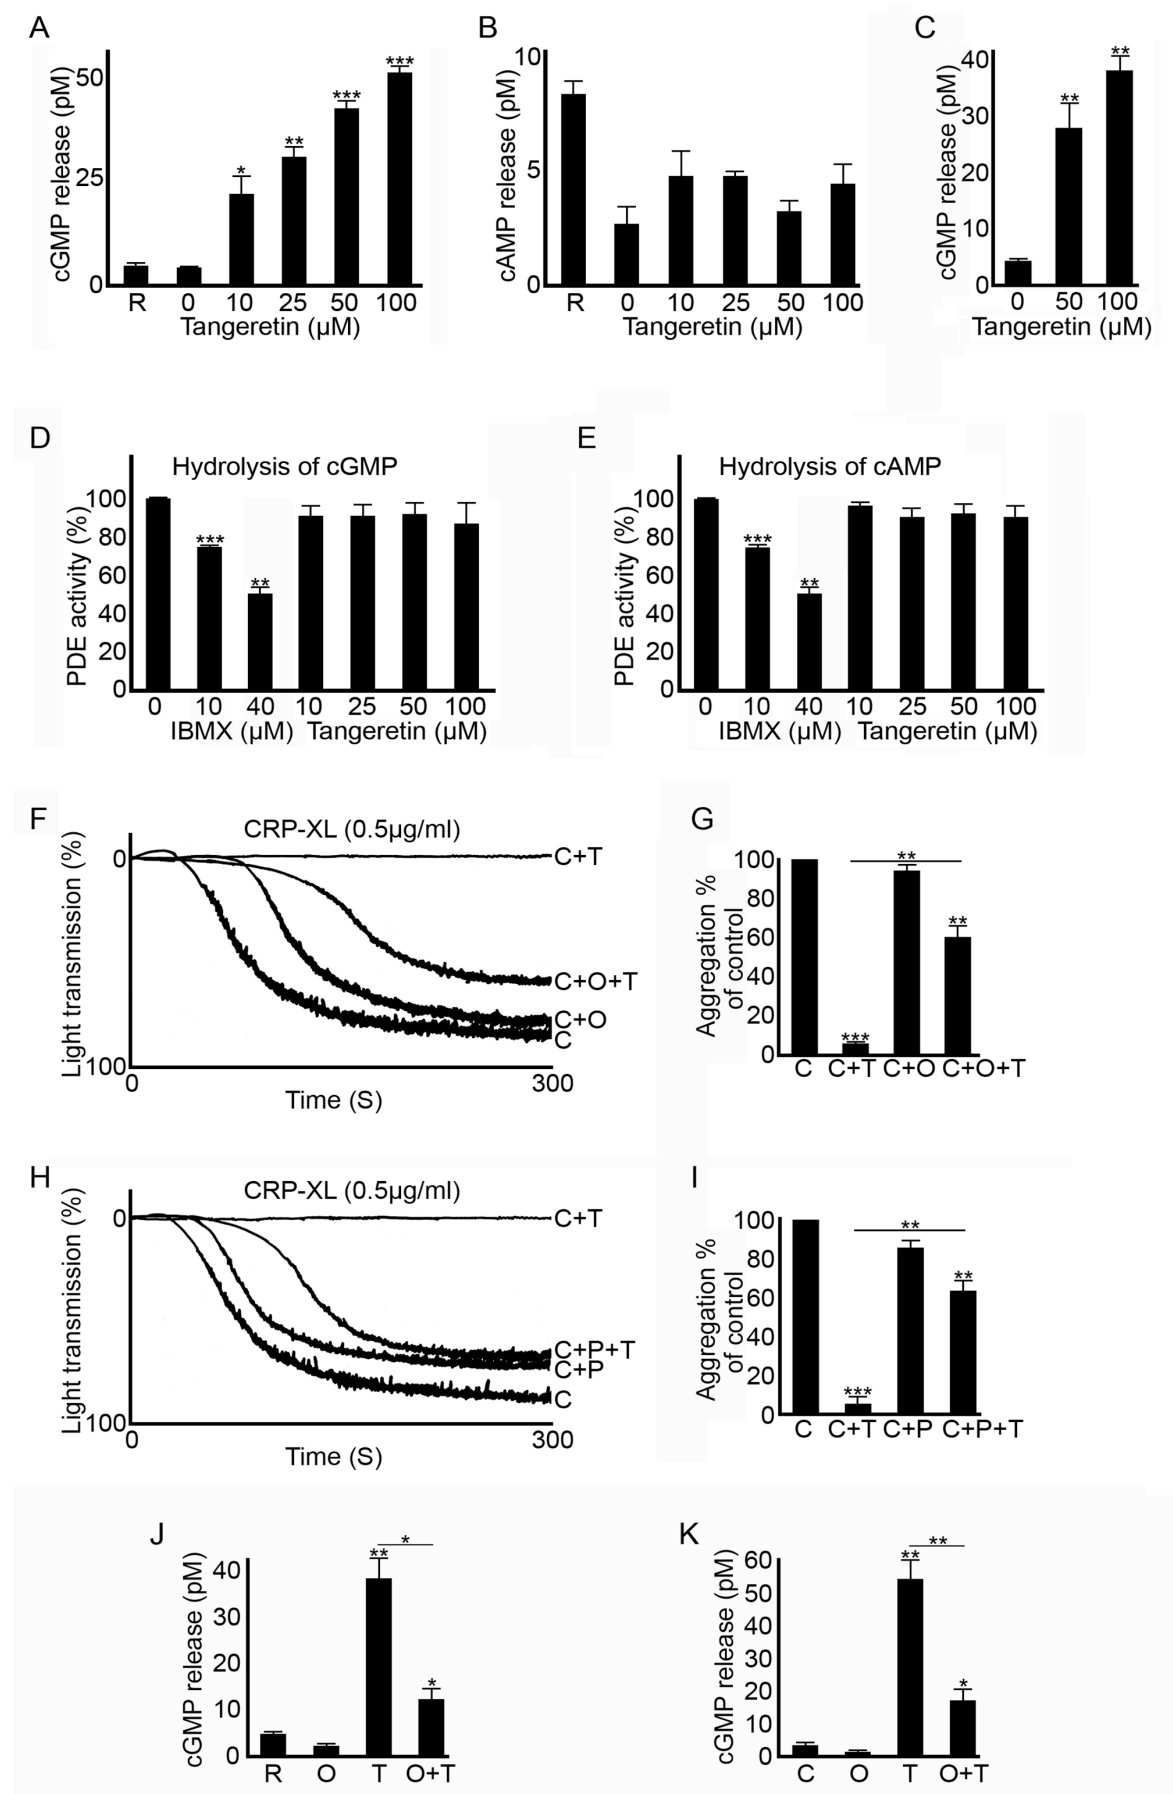 A
cGMP release (pM)
50
25
0
*
**
***
***
R 0 10 25 50 100
Tangeretin (µM)
B
cAMP release (pM)
10
5
0
R 0 10 25 50 100
Tangeretin (µM)
C
cGMP release (pM)
40
30
20
10
0
**
**
0 50 100
Tangeretin (µM)
D
Hydrolysis of cGMP
PDE activity (%)
100
80
60
40
20
0
***
**
0 10 40 10 25 50 100
IBMX (µM) Tangeretin (µM)
E
Hydrolysis of cAMP
PDE activity (%)
100
80
60
40
20
0
***
**
0 10 40 10 25 50 100
IBMX (µM) Tangeretin (µM)
F
CRP-XL (0.5µg/ml)
Light transmission (%)
0
100
C+T
C+O+T
C+O
C
0 300
Time (S)
G
Aggregation %
of control
100
80
60
40
20
0
**
***
**
C C+T C+O C+O+T
H
CRP-XL (0.5µg/ml)
Light transmission (%)
0
100
C+T
C+P+T
C+P
C
0 300
Time (S)
I
Aggregation %
of control
100
80
60
40
20
0
**
***
**
C C+T C+P C+P+T
J
cGMP release (pM)
40
30
20
10
0
*
**
*
R O T O+T
K
cGMP release (pM)
60
50
40
30
20
10
0
**
**
*
C O T O+T